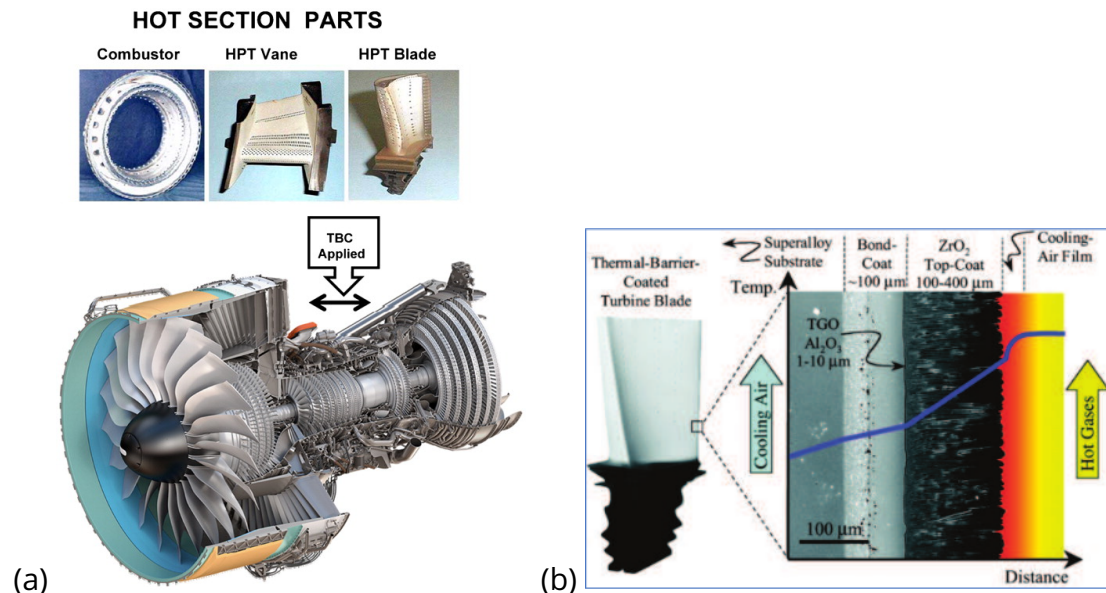 HOT SECTION PARTS
Combustor
HPT Vane
HPT Blade
TBC
Applied
(a)
Thermal-Barrier-
Coated
Turbine Blade
Superalloy
Substrate
Bond-
Coat
~100 μm
ZrO₂
Top-Coat
100-400 μm
Cooling-
Air Film
Temp.
TGO
Al₂O₃
1-10 μm
Cooling Air
Hot Gases
100 μm
Distance
(b)